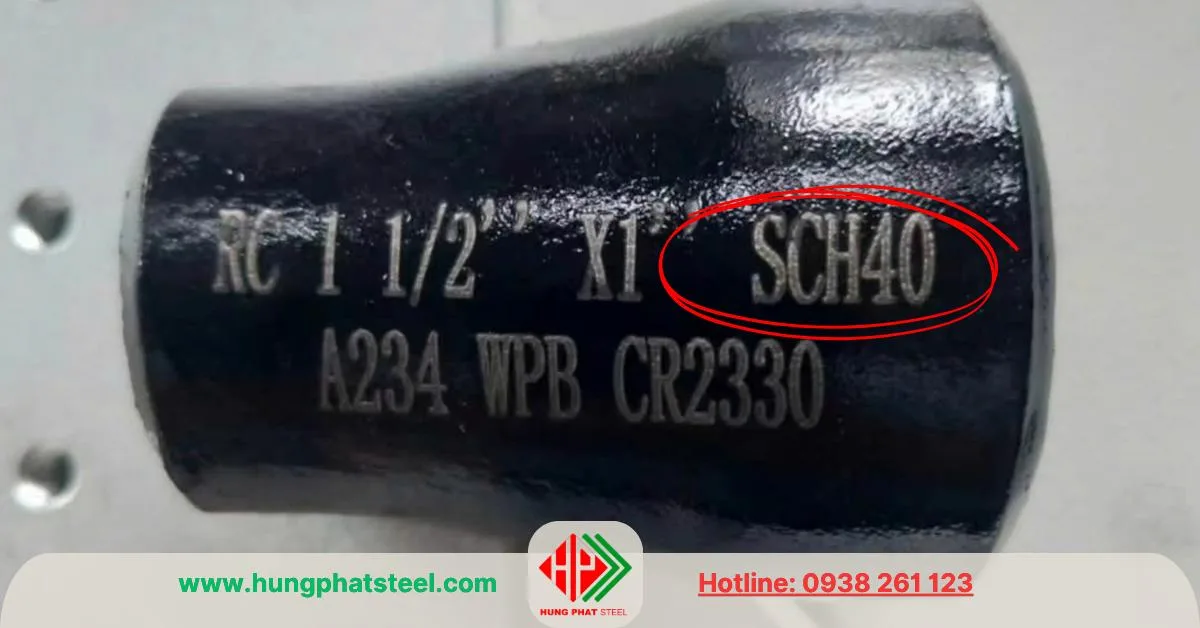 RC 1 1/2'' X1'' SCH40
A234 WPB CR2330
www.hungphatsteel.com
HP
HUNG PHAT STEEL
Hotline: 0938 261 123